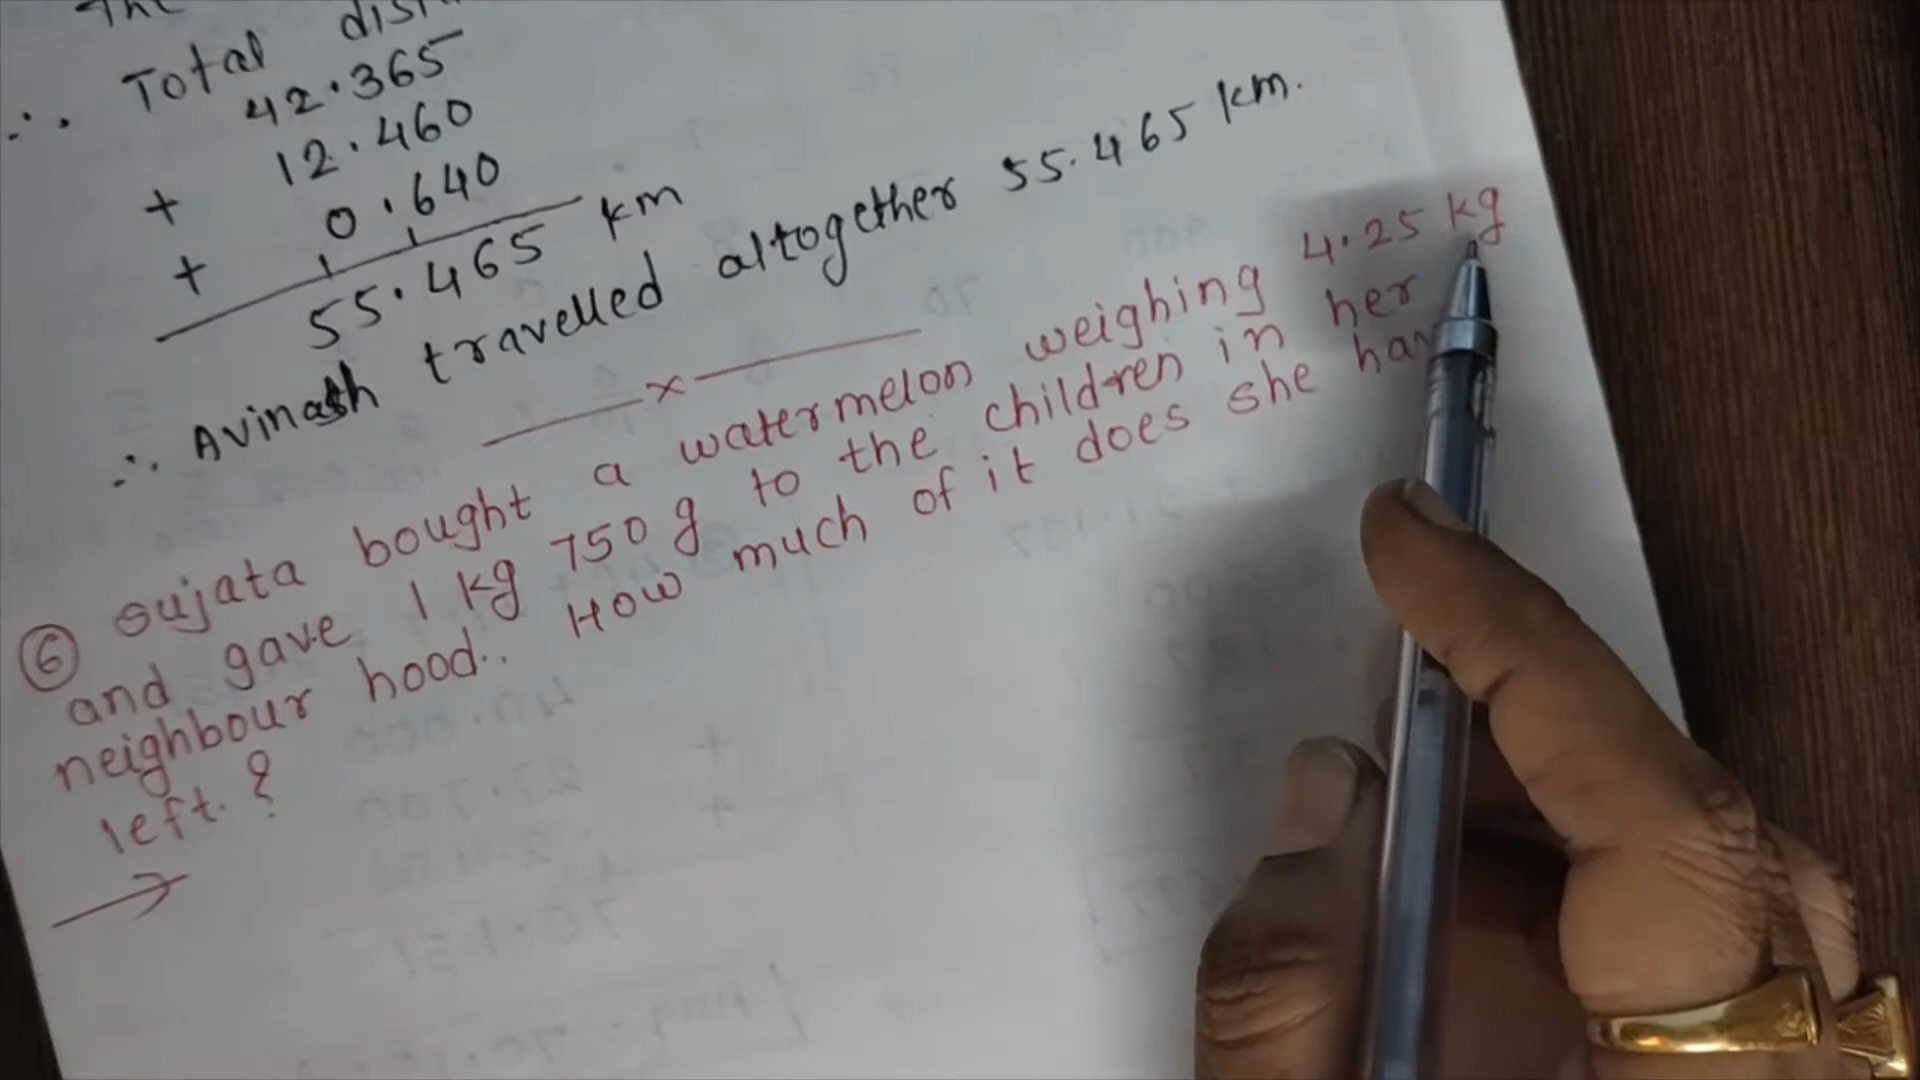 ∴ Total
42.365
+ 12.460
+ 0.640
1 1
55.465 km
∴ Avinash travelled altogether 55.465 km.
x
6 Sujata bought a watermelon weighing 4.25 kg
and gave 1 kg 750 g to the children in her
neighbour hood.. How much of it does she
left. ?